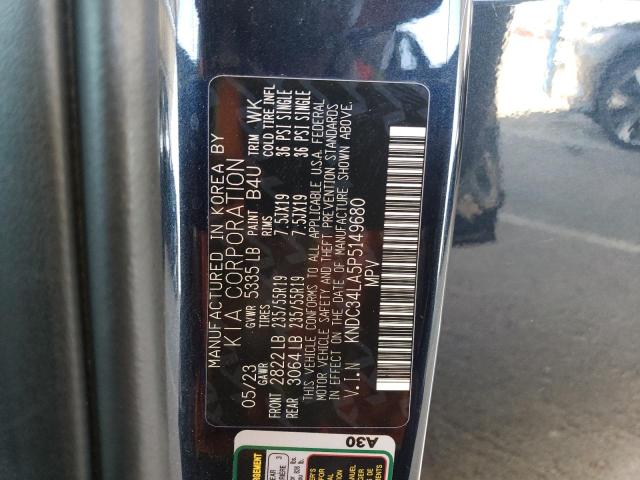 MANUFACTURED IN KOREA BY
KIA CORPORATION
05/23 GVWR 5385 LB PAINT B4U TRIM WK
GAWR TIRES RIMS COLD TIRE INFL
FRONT 2822 LB 235/55R19 7.5JX19 36 PSI SINGLE
REAR 3064 LB 235/55R19 7.5JX19 36 PSI SINGLE
THIS VEHICLE CONFORMS TO ALL APPLICABLE U.S.A. FEDERAL
MOTOR VEHICLE SAFETY AND THEFT PREVENTION STANDARDS
IN EFFECT ON THE DATE OF MANUFACTURE SHOWN ABOVE.
V.I.N KNDC34LA5P5149680
MPV
A30